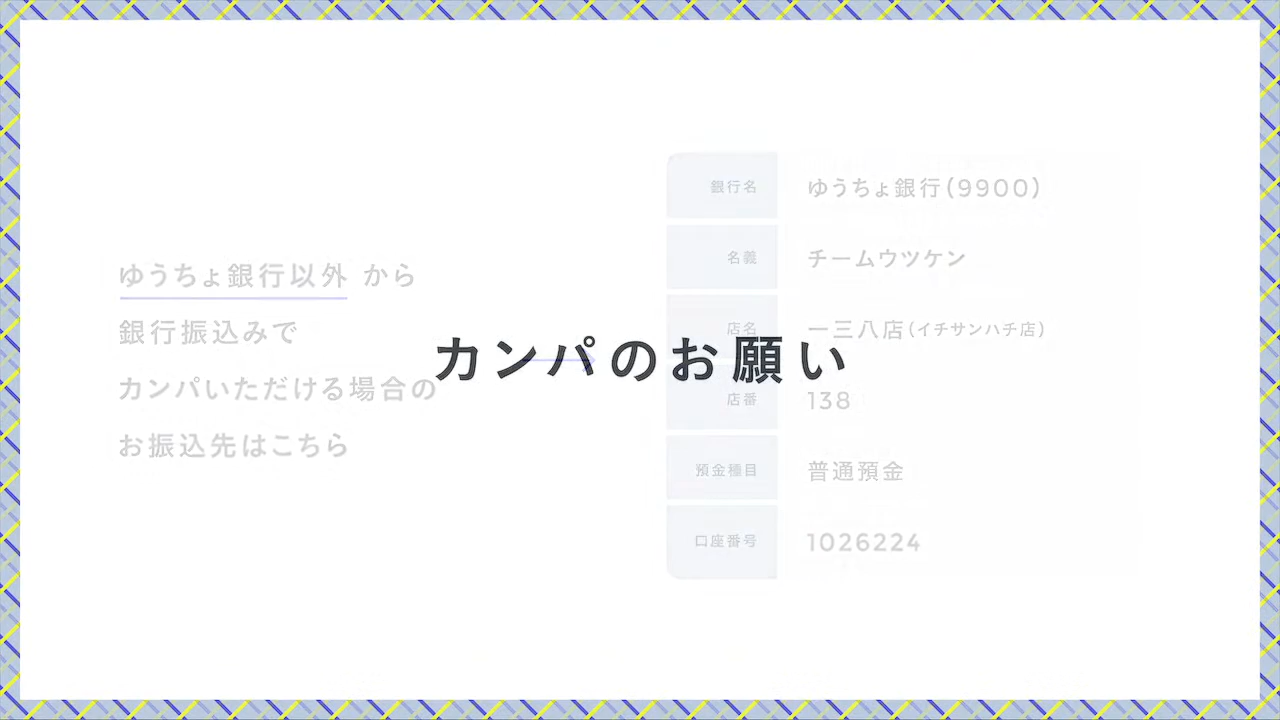 カンパのお願い
ゆうちょ銀行以外 から
銀行振込みで
カンパいただける場合の
お振込先はこちら
銀行名 ゆうちょ銀行(9900)
名義 チームウツケン
店名 一三八店(イチサンハチ店)
店番 138
預金種目 普通預金
口座番号 1026224